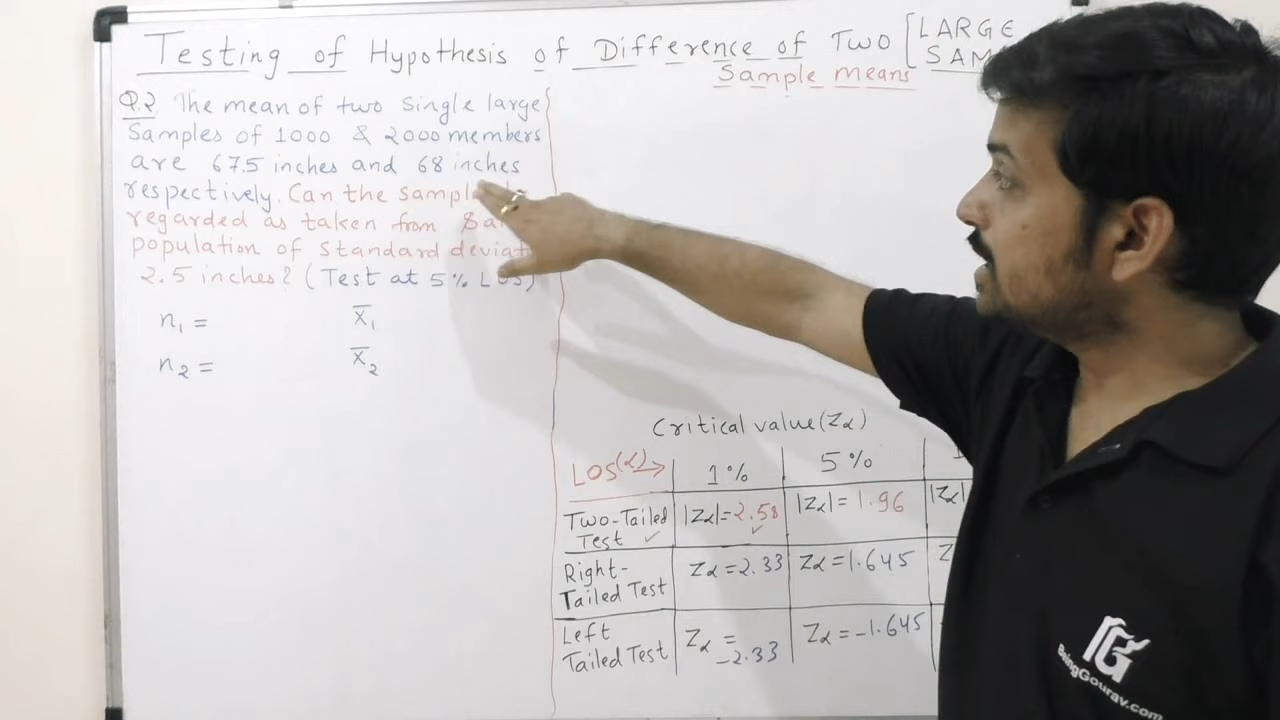 Testing of Hypothesis of Difference of Two [LARGE
SAM
Sample means
Q.2 The mean of two single large
Samples of 1000 & 2000 members
are 67.5 inches and 68 inches
respectively. Can the sampl
regarded as taken from Sa
population of standard deviat
2.5 inches? (Test at 5% LOS)
n₁ = x̄₁
n₂ = x̄₂
Critical value (Zα)
LOS(α)→ 1% 5% 1
Two-Tailed Test ✓ |Zα|=2.58 ✓ |Zα|=1.96 |Zα|
Right-Tailed Test Zα=2.33 Zα=1.645 Z
Left Tailed Test Zα = -2.33 Zα = -1.645
BeingGourav.com